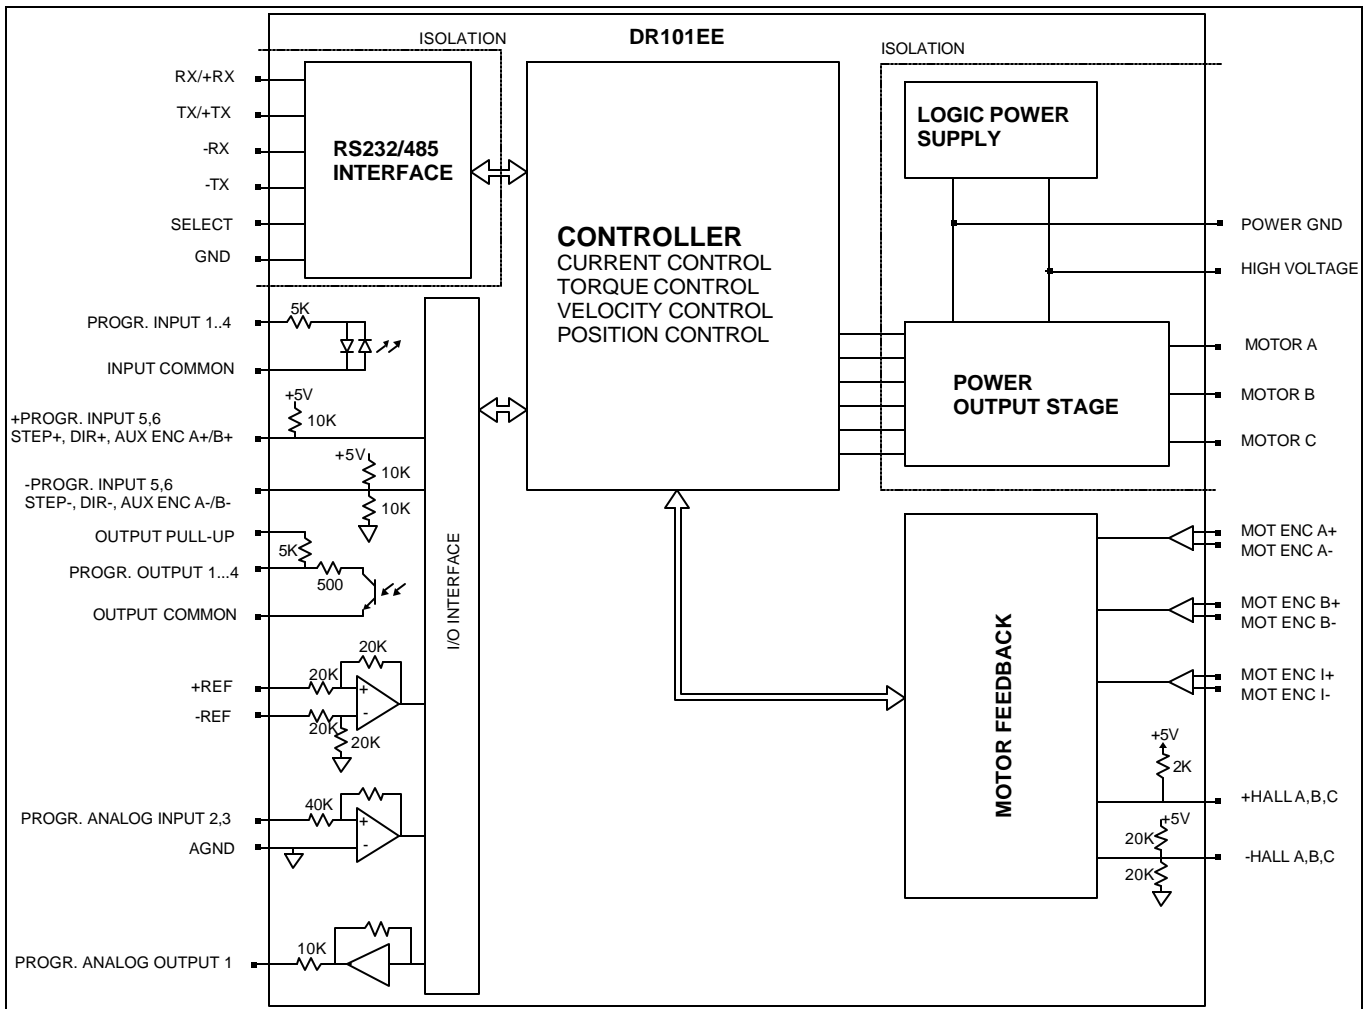 DR101EE
ISOLATION
RX/+RX
TX/+TX
-RX
-TX
SELECT
GND
RS232/485
INTERFACE
PROGR. INPUT 1..4
5K
INPUT COMMON
+5V
10K
+PROGR. INPUT 5,6
STEP+, DIR+, AUX ENC A+/B+
+5V
10K
10K
-PROGR. INPUT 5,6
STEP-, DIR-, AUX ENC A-/B-
OUTPUT PULL-UP
5K
PROGR. OUTPUT 1...4
500
OUTPUT COMMON
+REF
20K
20K
+
-REF
-
20K
20K
PROGR. ANALOG INPUT 2,3
40K
+
AGND
-
PROGR. ANALOG OUTPUT 1
10K
I/O INTERFACE
CONTROLLER
CURRENT CONTROL
TORQUE CONTROL
VELOCITY CONTROL
POSITION CONTROL
ISOLATION
LOGIC POWER
SUPPLY
POWER GND
HIGH VOLTAGE
POWER
OUTPUT STAGE
MOTOR A
MOTOR B
MOTOR C
MOTOR FEEDBACK
MOT ENC A+
MOT ENC A-
MOT ENC B+
MOT ENC B-
MOT ENC I+
MOT ENC I-
+5V
2K
+HALL A,B,C
+5V
20K
-HALL A,B,C
20K